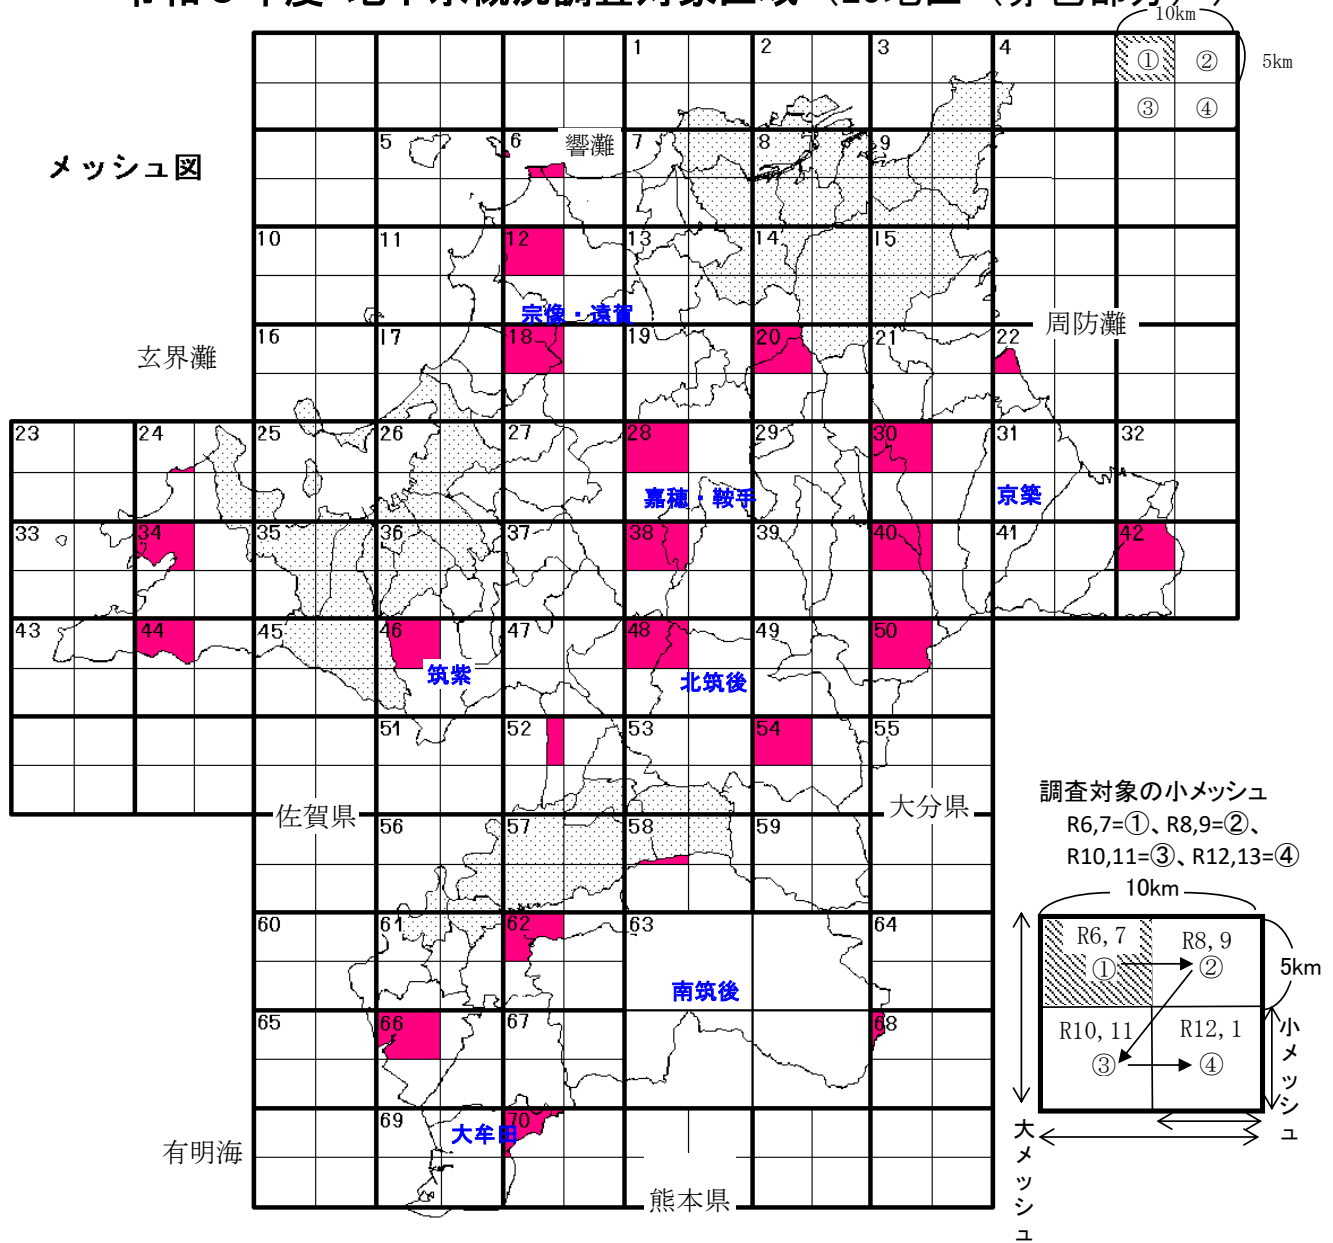 10km
1 2 3 4 ① ② 5km
③ ④
メッシュ図
5 6 響灘 7 8 9
10 11 12 13 14 15
宗像・遠賀
周防灘
玄界灘
16 17 18 19 20 21 22
23 24 25 26 27 28 29 30 31 32
嘉穂・鞍手
京築
33 34 35 36 37 38 39 40 41 42
43 44 45 46 47 48 49 50
筑紫
北筑後
51 52 53 54 55
佐賀県
大分県
56 57 58 59
60 61 62 63 64
南筑後
65 66 67 68
69 70
大牟田
有明海
熊本県
調査対象の小メッシュ
R6,7=①、R8,9=②、
R10,11=③、R12,13=④
10km
R6,7 R8,9
① ②
5km
R10,11 R12,1
③ ④
小メッシュ
大メッシュ